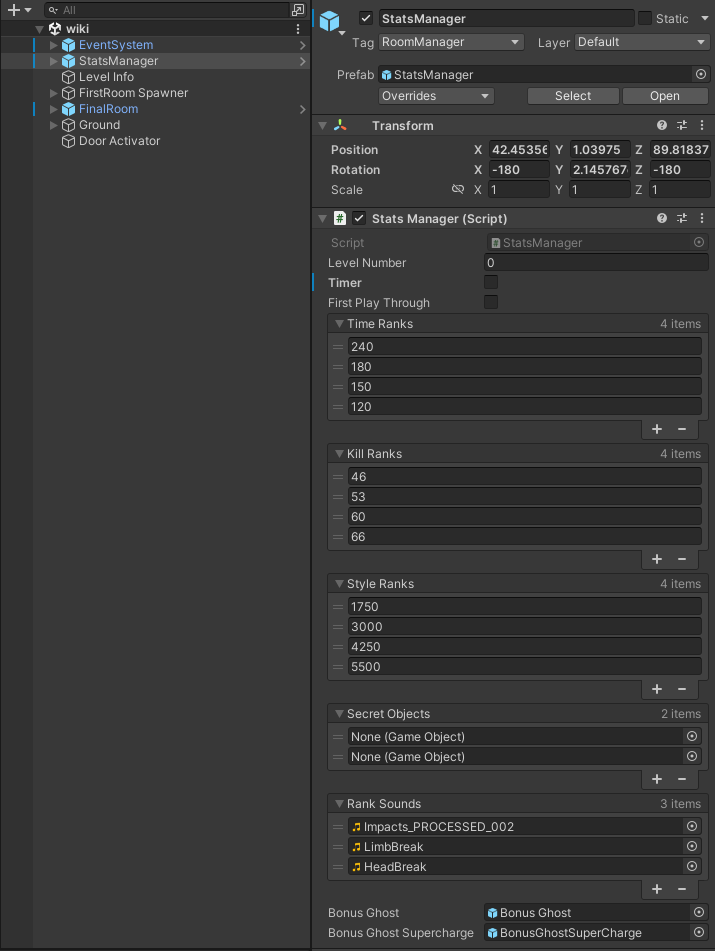 All
wiki
EventSystem
StatsManager
Level Info
FirstRoom Spawner
FinalRoom
Ground
Door Activator
StatsManager Static
Tag RoomManager Layer Default
Prefab StatsManager
Overrides Select Open
Transform
Position X 42.45356 Y 1.03975 Z 89.81837
Rotation X -180 Y 2.145767 Z -180
Scale X 1 Y 1 Z 1
# Stats Manager (Script)
Script # StatsManager
Level Number 0
Timer
First Play Through
Time Ranks 4 items
240
180
150
120
+ −
Kill Ranks 4 items
46
53
60
66
+ −
Style Ranks 4 items
1750
3000
4250
5500
+ −
Secret Objects 2 items
None (Game Object)
None (Game Object)
+ −
Rank Sounds 3 items
Impacts_PROCESSED_002
LimbBreak
HeadBreak
+ −
Bonus Ghost Bonus Ghost
Bonus Ghost Supercharge BonusGhostSuperCharge